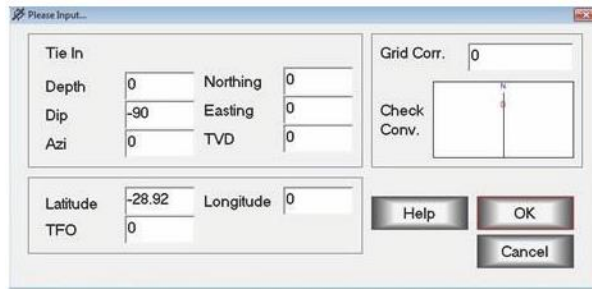 Please Input...
Tie In
Depth 0 Northing 0
Dip -90 Easting 0
Azi 0 TVD 0
Latitude -28.92 Longitude 0
TFO 0
Grid Corr. 0
Check Conv.
N
0
Help OK
Cancel